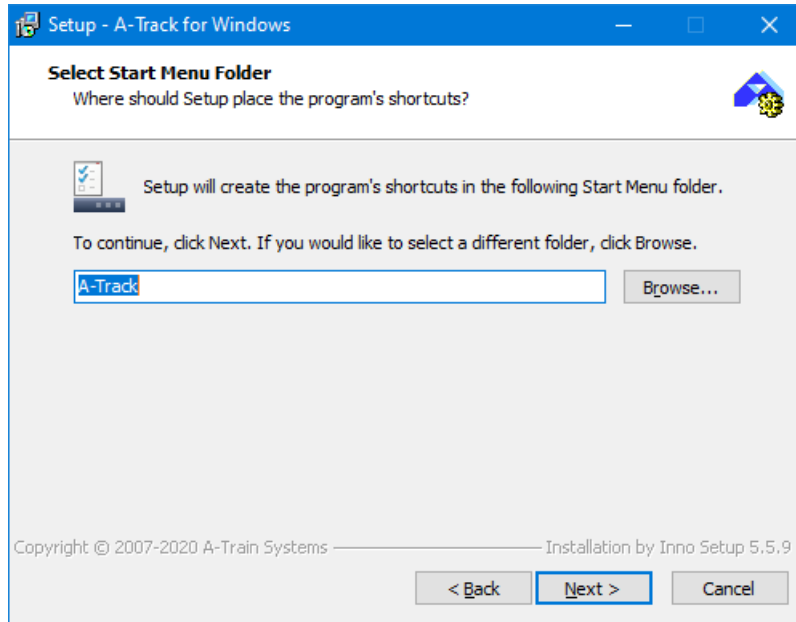 Setup - A-Track for Windows
Select Start Menu Folder
Where should Setup place the program's shortcuts?
Setup will create the program's shortcuts in the following Start Menu folder.
To continue, click Next. If you would like to select a different folder, click Browse.
A-Track
Browse...
Copyright © 2007-2020 A-Train Systems
Installation by Inno Setup 5.5.9
< Back
Next >
Cancel